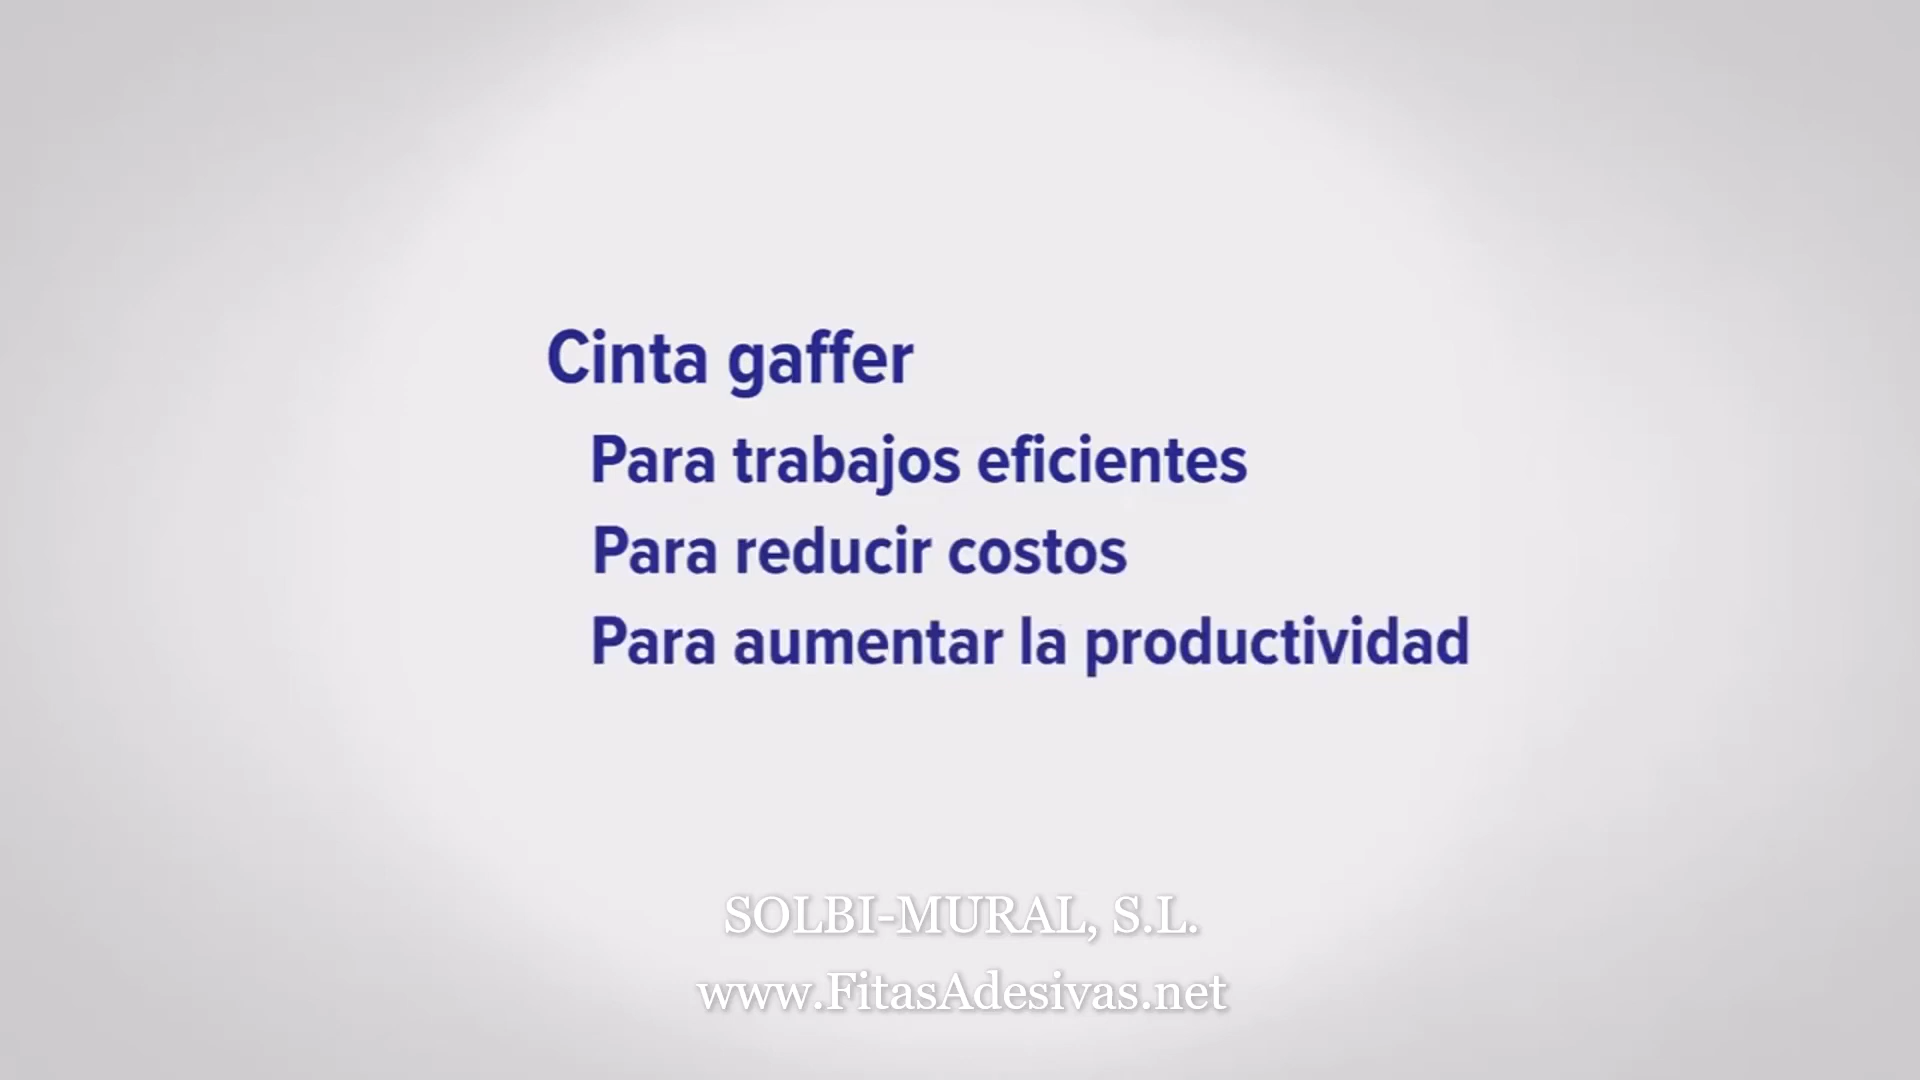 Cinta gaffer
Para trabajos eficientes
Para reducir costos
Para aumentar la productividad
SOLBI-MURAL, S.L.
www.FitasAdesivas.net